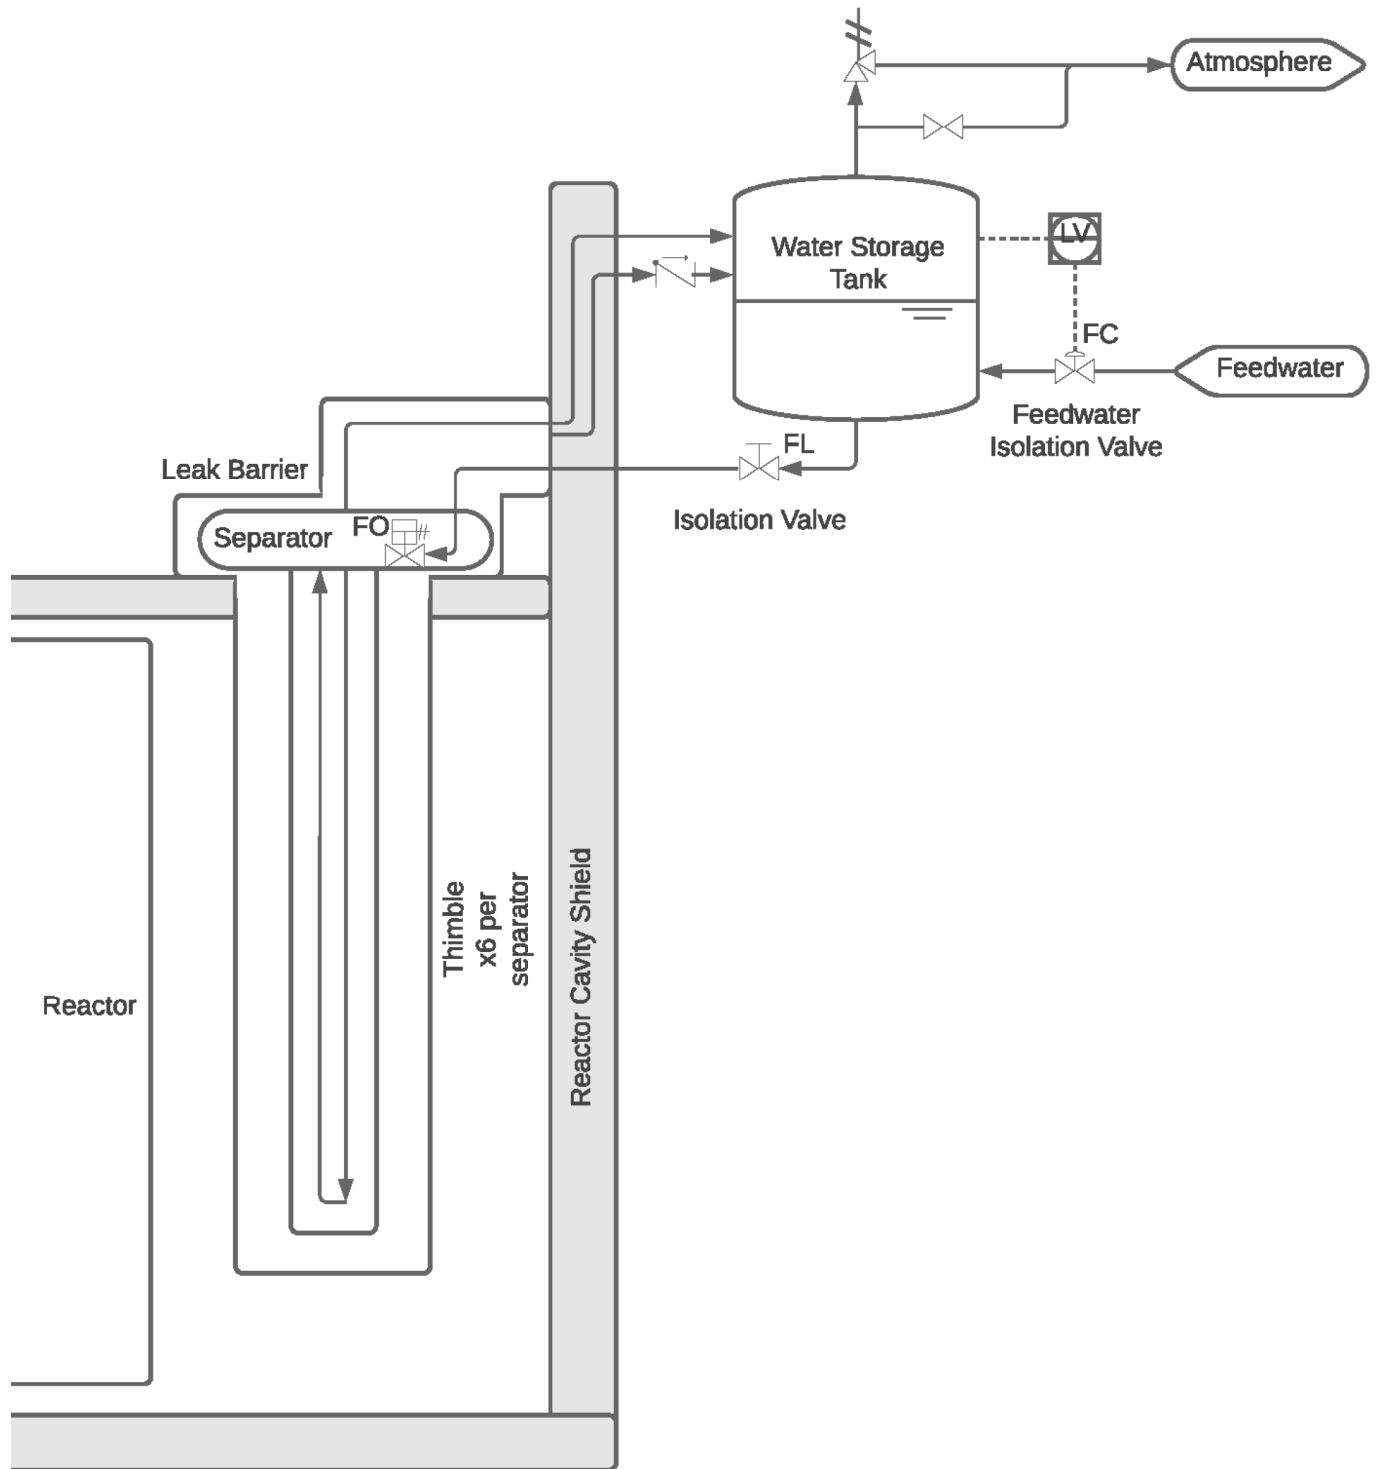 Atmosphere
Water Storage
Tank
LV
FC
Feedwater
Feedwater
Isolation Valve
FL
Isolation Valve
Leak Barrier
Separator
FO
Thimble
x6 per
separator
Reactor Cavity Shield
Reactor